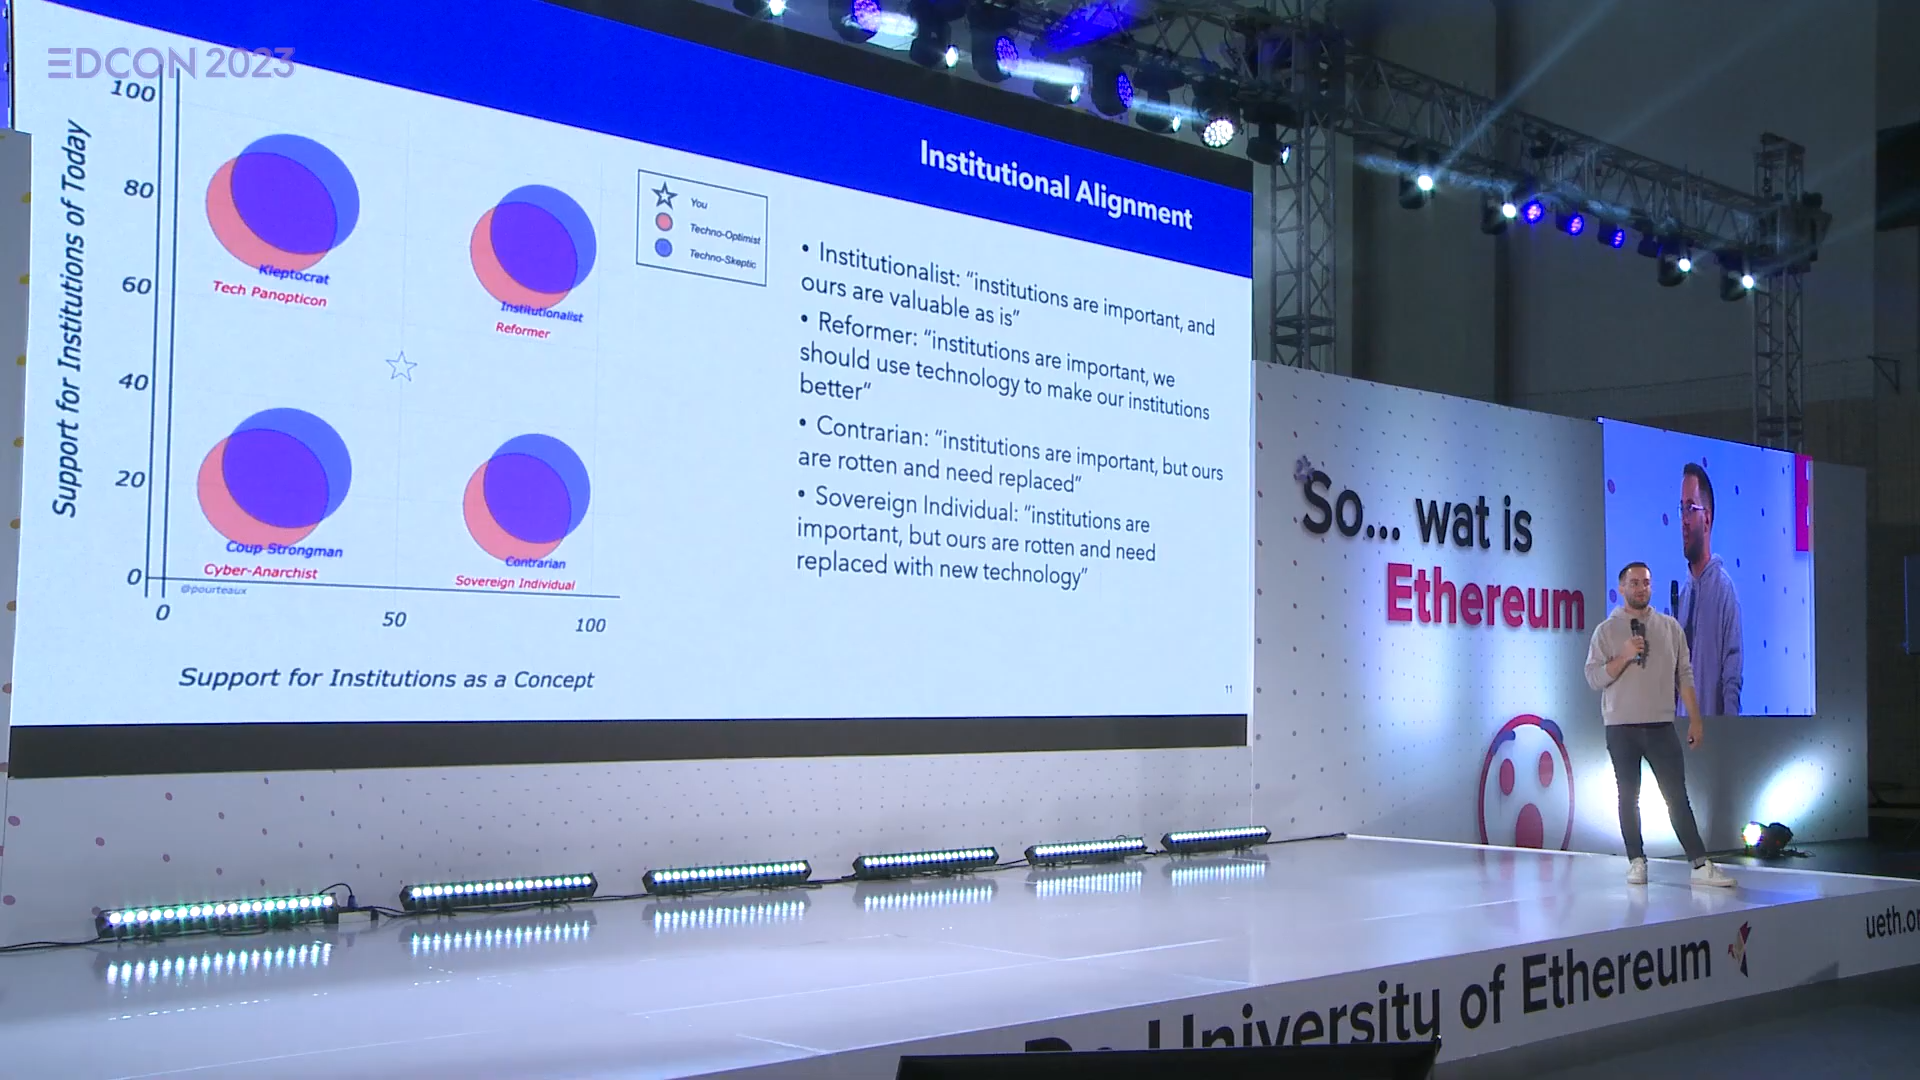 EDCON 2023
Institutional Alignment
Support for Institutions of Today
100
80
60
40
20
0
0
50
100
Support for Institutions as a Concept
Kleptocrat
Tech Panopticon
Institutionalist
Reformer
Coup Strongman
Cyber-Anarchist
Contrarian
Sovereign Individual
@pourteaux
You
Techno-Optimist
Techno-Skeptic
• Institutionalist: "institutions are important, and
ours are valuable as is"
• Reformer: "institutions are important, we
should use technology to make our institutions
better"
• Contrarian: "institutions are important, but ours
are rotten and need replaced"
• Sovereign Individual: "institutions are
important, but ours are rotten and need
replaced with new technology"
11
So... wat is
Ethereum
University of Ethereum